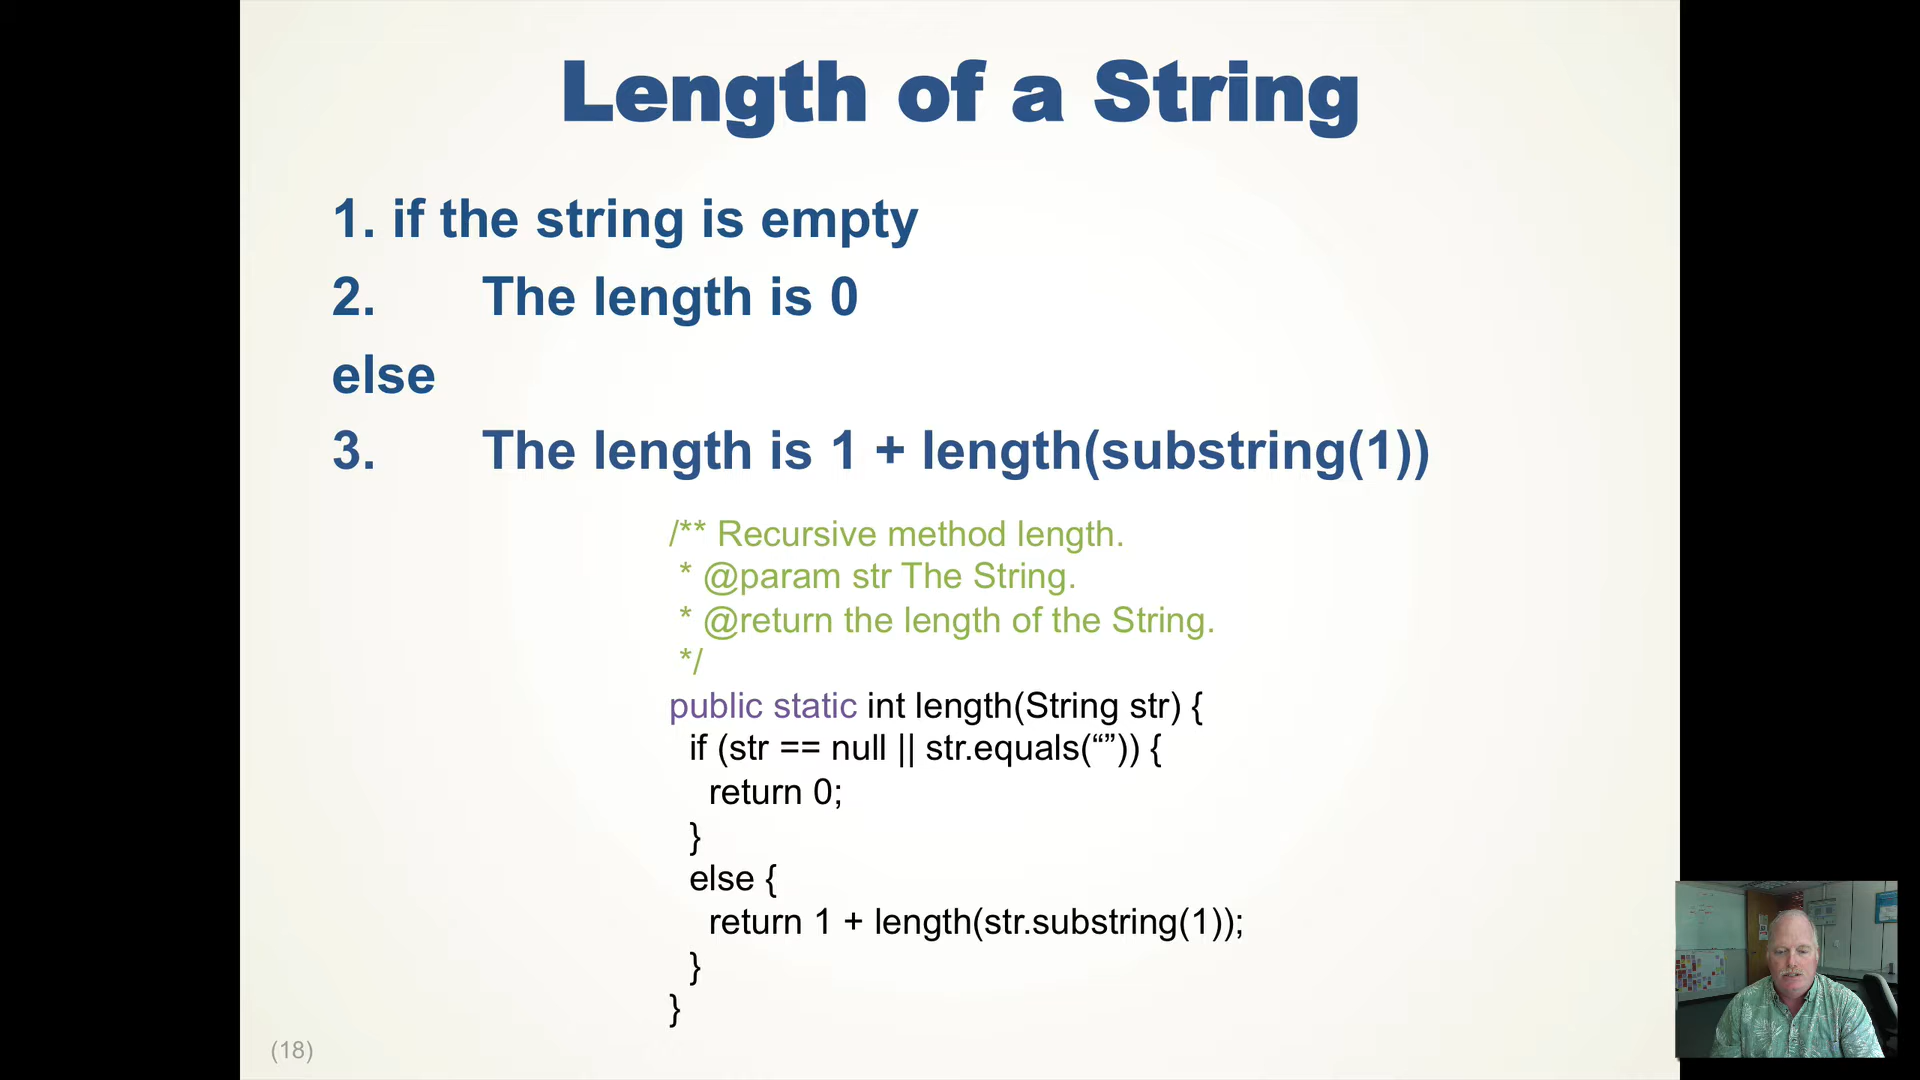 Length of a String
1. if the string is empty
2. The length is 0
else
3. The length is 1 + length(substring(1))
/** Recursive method length.
* @param str The String.
* @return the length of the String.
*/
public static int length(String str) {
if (str == null || str.equals(“”)) {
return 0;
}
else {
return 1 + length(str.substring(1));
}
}
(18)